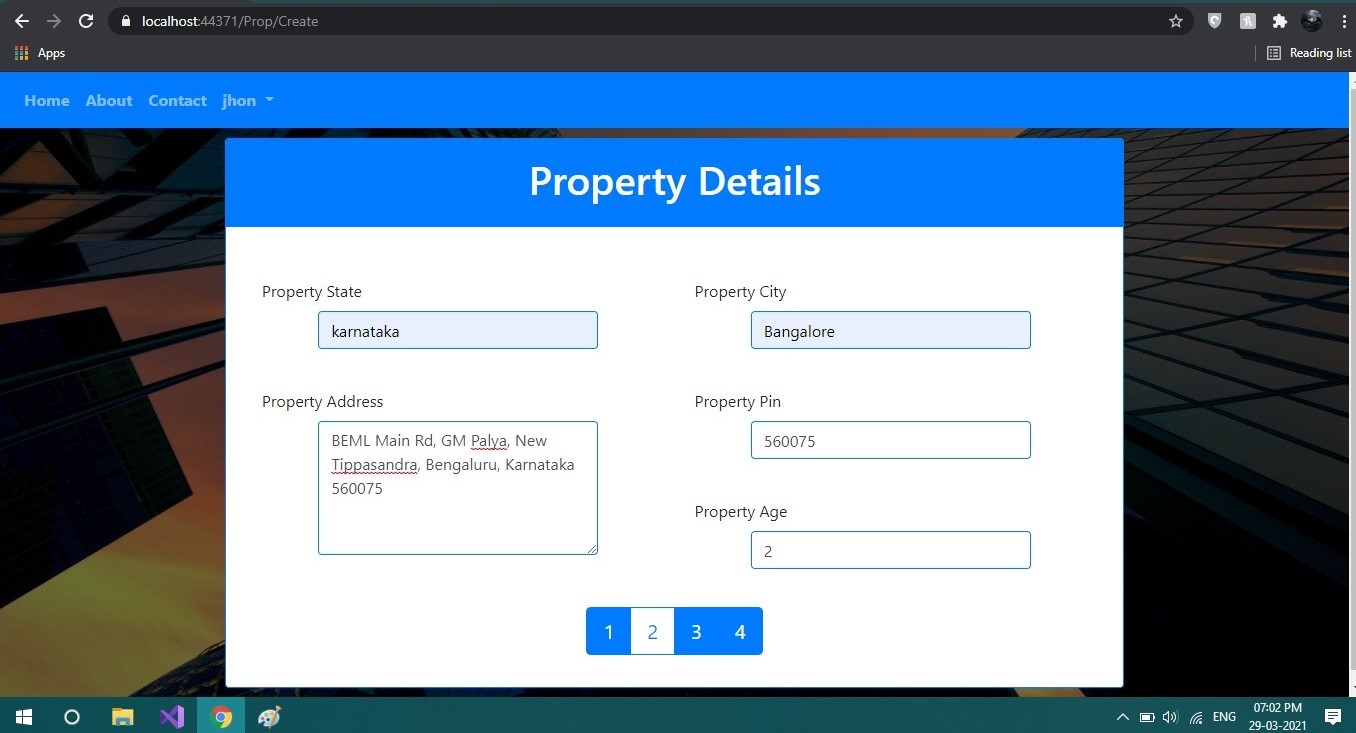 localhost:44371/Prop/Create
Apps
Reading list
Home About Contact jhon
Property Details
Property State
karnataka
Property City
Bangalore
Property Address
BEML Main Rd, GM Palya, New
Tippasandra, Bengaluru, Karnataka
560075
Property Pin
560075
Property Age
2
1 2 3 4
ENG
07:02 PM
29-03-2021